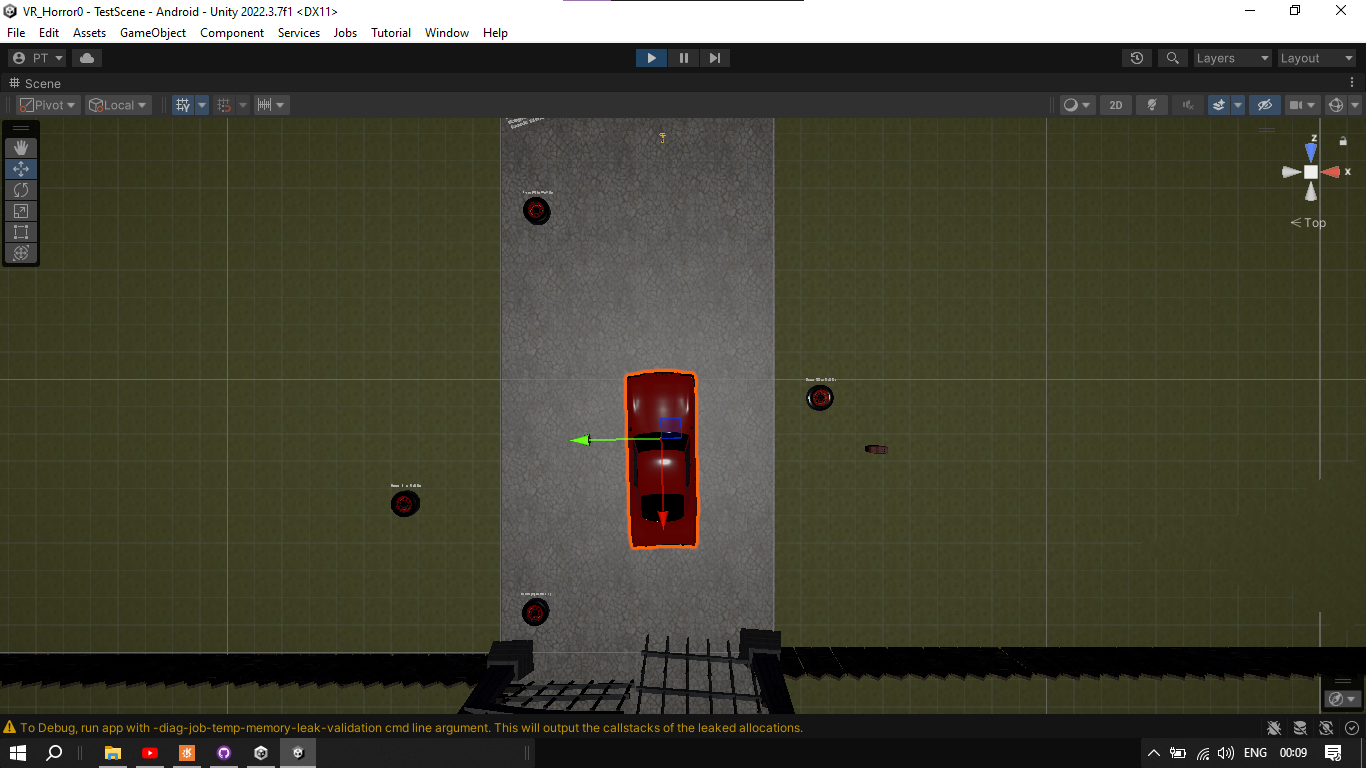 VR_Horror0 - TestScene - Android - Unity 2022.3.7f1 <DX11>
File Edit Assets GameObject Component Services Jobs Tutorial Window Help
PT Layers Layout
Scene
Pivot Local 2D
z
x
Top
To Debug, run app with -diag-job-temp-memory-leak-validation cmd line argument. This will output the callstacks of the leaked allocations.
ENG 00:09